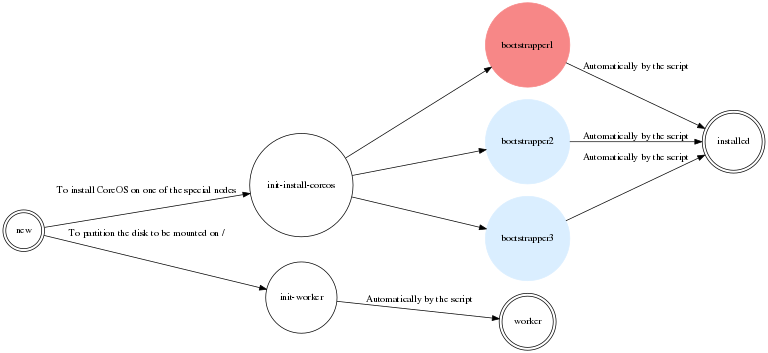 bootstrapper1
Automatically by the script
bootstrapper2
Automatically by the script
installed
Automatically by the script
init-install-coreos
To install CoreOS on one of the special nodes
new
To partition the disk to be mounted on /
bootstrapper3
init-worker
Automatically by the script
worker